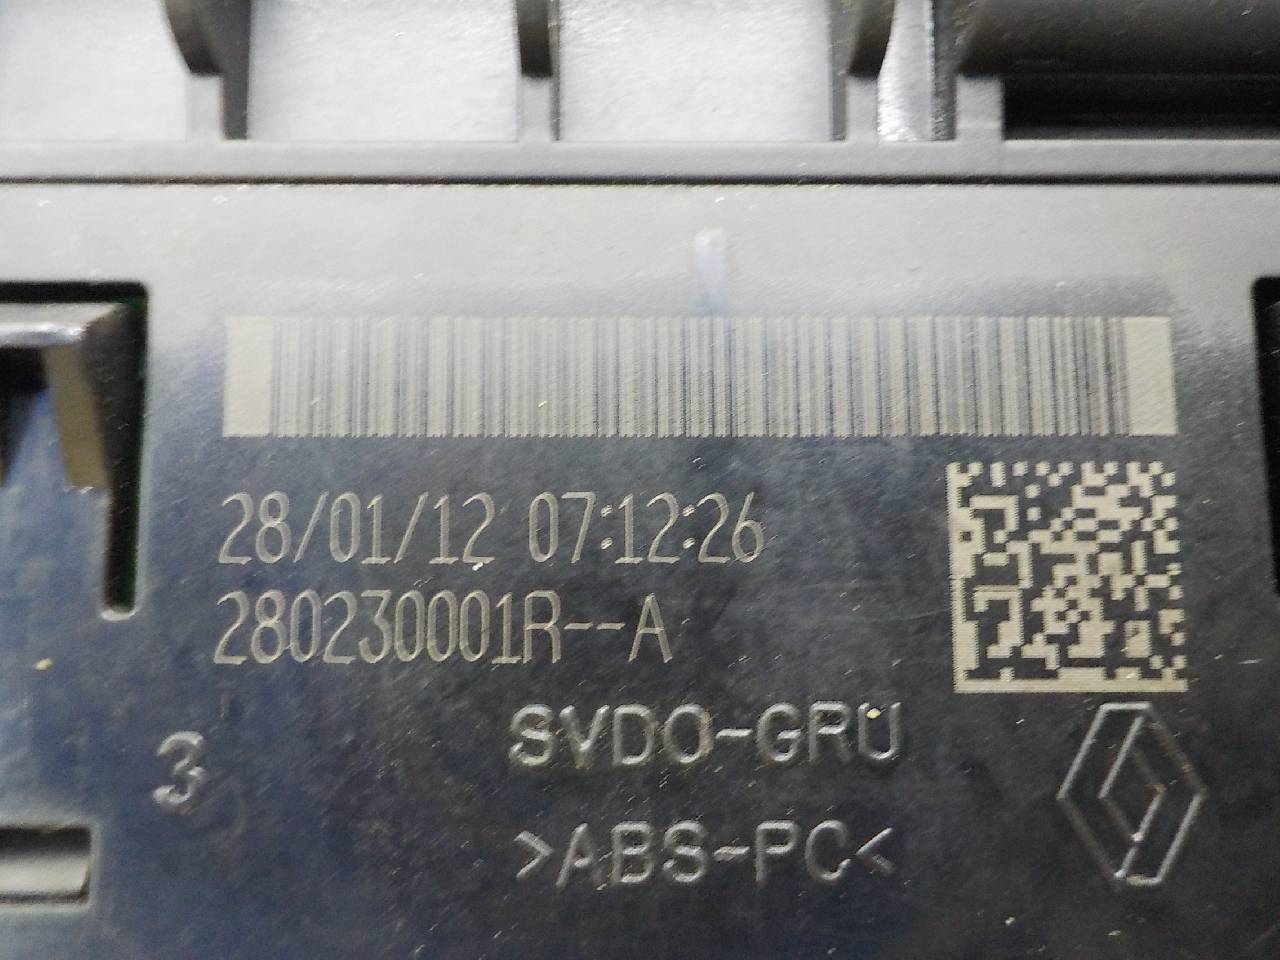 28/01/12 07:12:26
280230001R--A
SVDO-GRU
3
>ABS-PC<